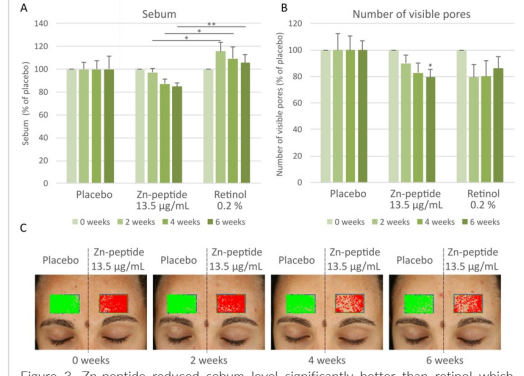 A
Sebum
**
*
*
140
120
100
80
60
40
20
0
Sebum (% of placebo)
Placebo
Zn-peptide
13.5 µg/mL
Retinol
0.2 %
0 weeks 2 weeks 4 weeks 6 weeks
B
Number of visible pores
120
100
80
60
40
20
0
Number of visible pores (% of placebo)
*
Placebo
Zn-peptide
13.5 µg/mL
Retinol
0.2 %
0 weeks 2 weeks 4 weeks 6 weeks
C
Placebo
Zn-peptide
13.5 µg/mL
Placebo
Zn-peptide
13.5 µg/mL
Placebo
Zn-peptide
13.5 µg/mL
Placebo
Zn-peptide
13.5 µg/mL
0 weeks
2 weeks
4 weeks
6 weeks
Figure 3. Zn-peptide reduced sebum level significantly better than retinol which